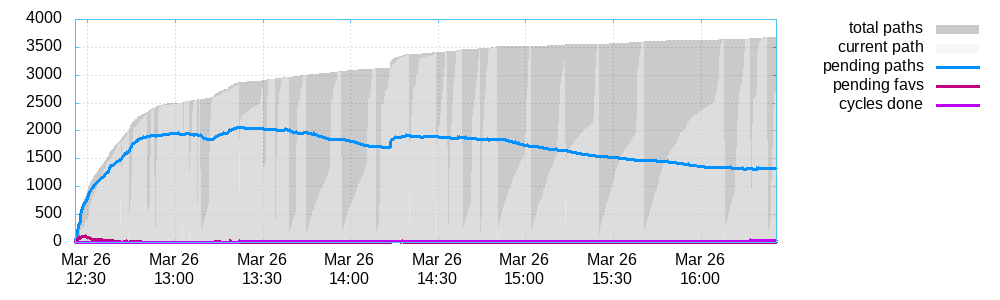 4000
3500
3000
2500
2000
1500
1000
500
0
Mar 26 Mar 26 Mar 26 Mar 26 Mar 26 Mar 26 Mar 26 Mar 26
12:30 13:00 13:30 14:00 14:30 15:00 15:30 16:00
total paths
current path
pending paths
pending favs
cycles done